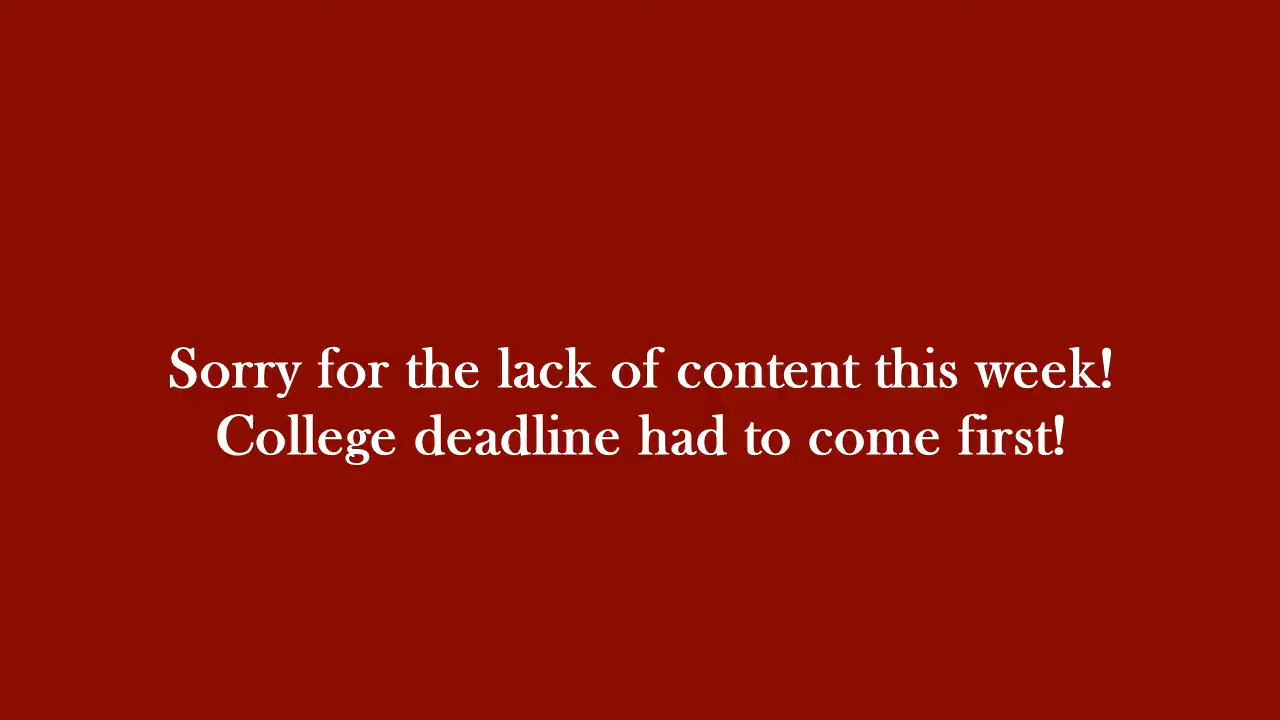 Sorry for the lack of content this week!
College deadline had to come first!